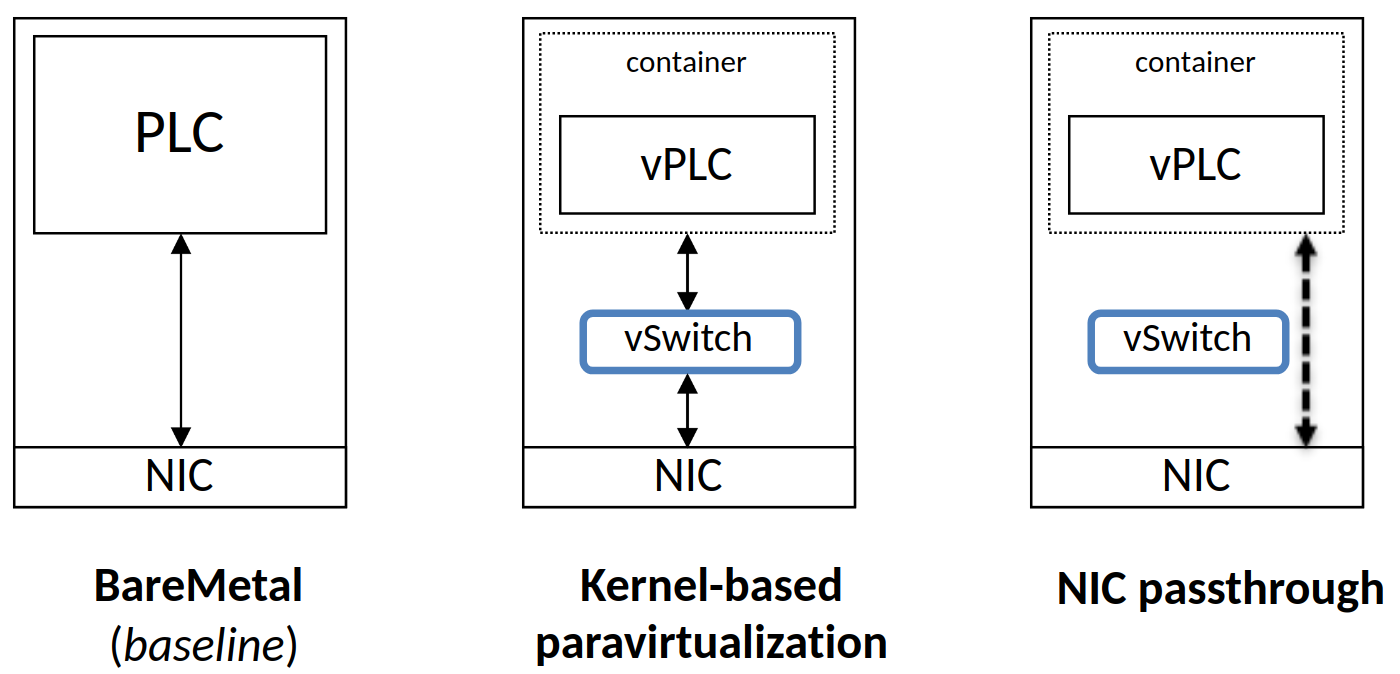 PLC
NIC
BareMetal
(baseline)
container
vPLC
vSwitch
NIC
Kernel-based
paravirtualization
container
vPLC
vSwitch
NIC
NIC passthrough